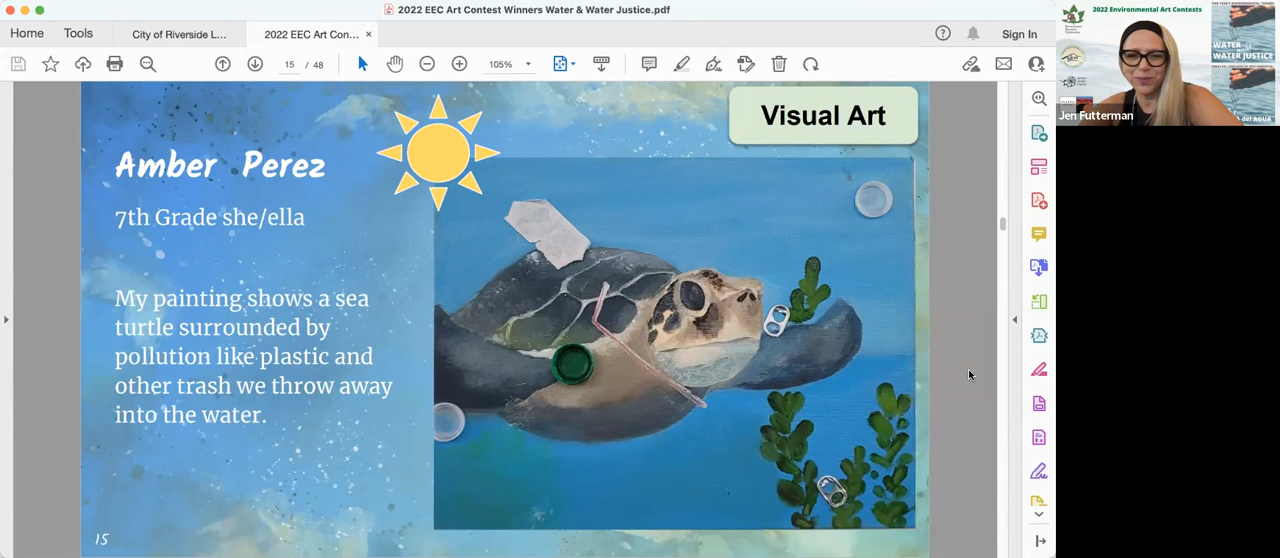 2022 EEC Art Contest Winners Water & Water Justice.pdf
Home
Tools
City of Riverside L...
2022 EEC Art Con...
Sign In
15 / 48
105%
Visual Art
Amber Perez
7th Grade she/ella
My painting shows a sea
turtle surrounded by
pollution like plastic and
other trash we throw away
into the water.
15
2022 Environmental Art Contests
WATER
WATER JUSTICE
del AGUA
Jen Futterman